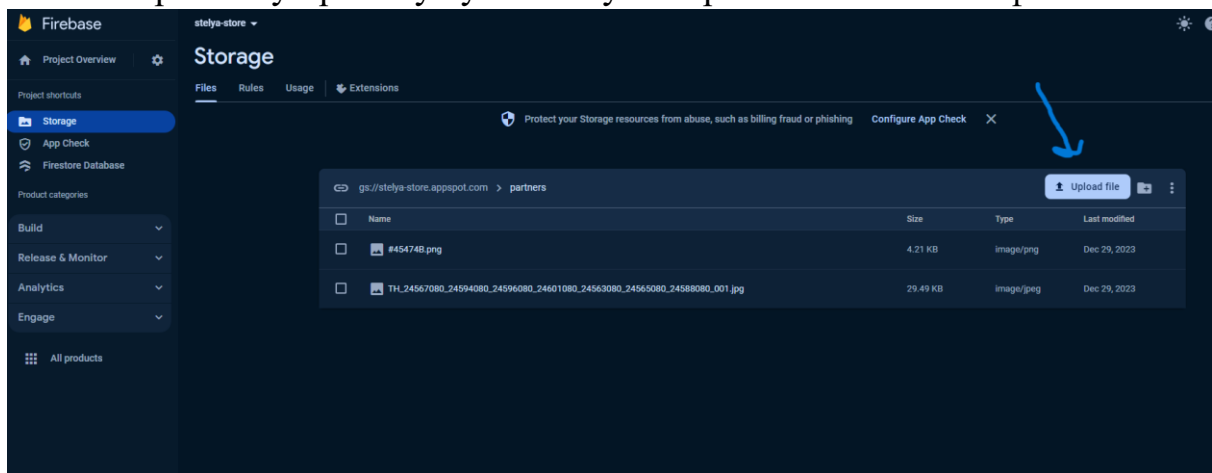 Firebase
stelya-store
Project Overview
Storage
Project shortcuts
Files Rules Usage Extensions
Storage
Protect your Storage resources from abuse, such as billing fraud or phishing Configure App Check
App Check
Firestore Database
gs://stelya-store.appspot.com > partners Upload file
Product categories
Name Size Type Last modified
Build
#45474B.png 4.21 KB image/png Dec 29, 2023
Release & Monitor
Analytics
TH_24567080_24594080_24596080_24601080_24563080_24565080_24588080_001.jpg 29.49 KB image/jpeg Dec 29, 2023
Engage
All products